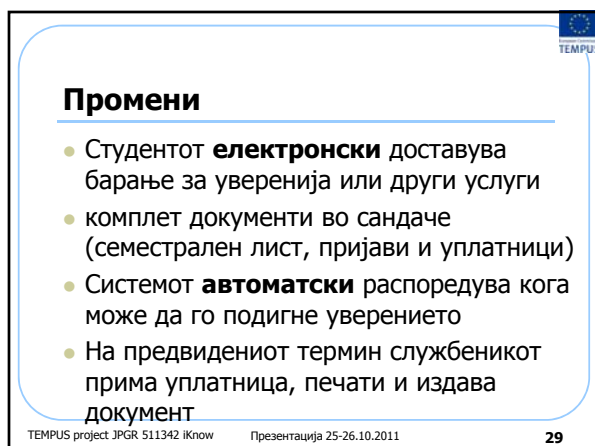 TEMPUS
Промени
Студентот електронски доставува
барање за уверенија или други услуги
комплет документи во сандаче
(семестрален лист, пријави и уплатници)
Системот автоматски распоредува кога
може да го подигне уверението
На предвидениот термин службеникот
прима уплатница, печати и издава
документ
TEMPUS project JPGR 511342 iKnow Презентација 25-26.10.2011 29